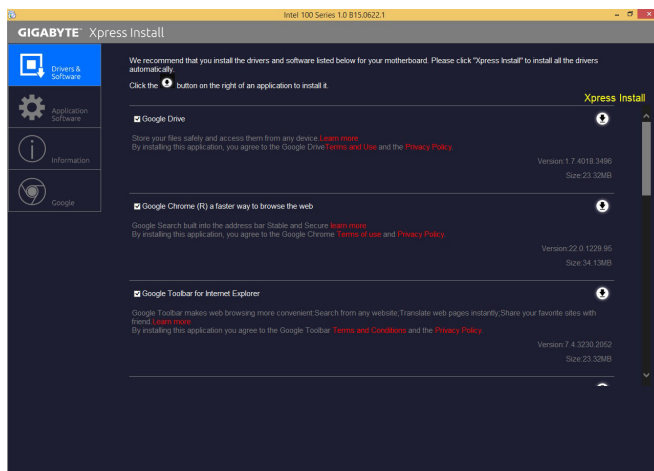 Intel 100 Series 1.0 B15.0622.1
GIGABYTE™ Xpress Install
Drivers &
Software
Application
Software
Information
Google
We recommend that you install the drivers and software listed below for your motherboard. Please click "Xpress Install" to install all the drivers
automatically.
Click the button on the right of an application to install it.
Xpress Install
Google Drive
Store your files safely and access them from any device.Learn more
By installing this application, you agree to the Google DriveTerms and Use and the Privacy Policy.
Version:1.7.4018.3496
Size:23.32MB
Google Chrome (R) a faster way to browse the web
Google Search built into the address bar Stable and Secure learn more
By installing this application, you agree to the Google Chrome Terms of use and Privacy Policy.
Version:22.0.1229.95
Size:34.13MB
Google Toolbar for Internet Explorer
Google Toolbar makes web browsing more convenient:Search from any website;Translate web pages instantly;Share your favorite sites with
friend.Learn more
By installing this application you agree to the Google Toolbar Terms and Conditions and the Privacy Policy.
Version:7.4.3230.2052
Size:23.32MB